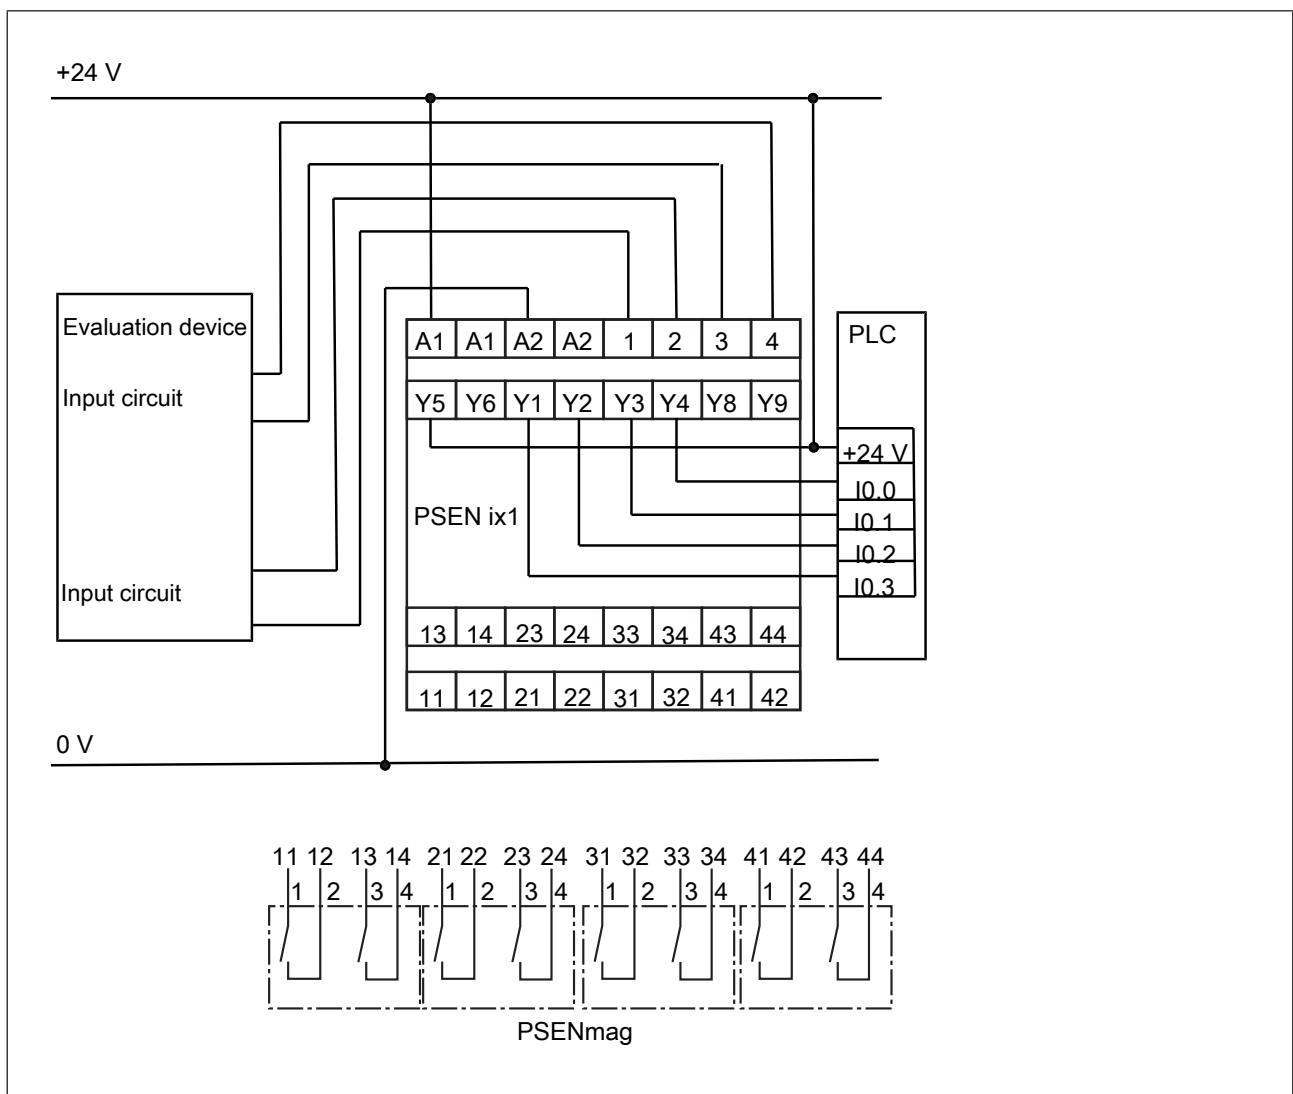 +24 V
Evaluation device
Input circuit
Input circuit
A1 A1 A2 A2 1 2 3 4
Y5 Y6 Y1 Y2 Y3 Y4 Y8 Y9
PSEN ix1
13 14 23 24 33 34 43 44
11 12 21 22 31 32 41 42
PLC
+24 V
I0.0
I0.1
I0.2
I0.3
0 V
11 12 13 14 21 22 23 24 31 32 33 34 41 42 43 44
1 2 3 4 1 2 3 4 1 2 3 4 1 2 3 4
PSENmag